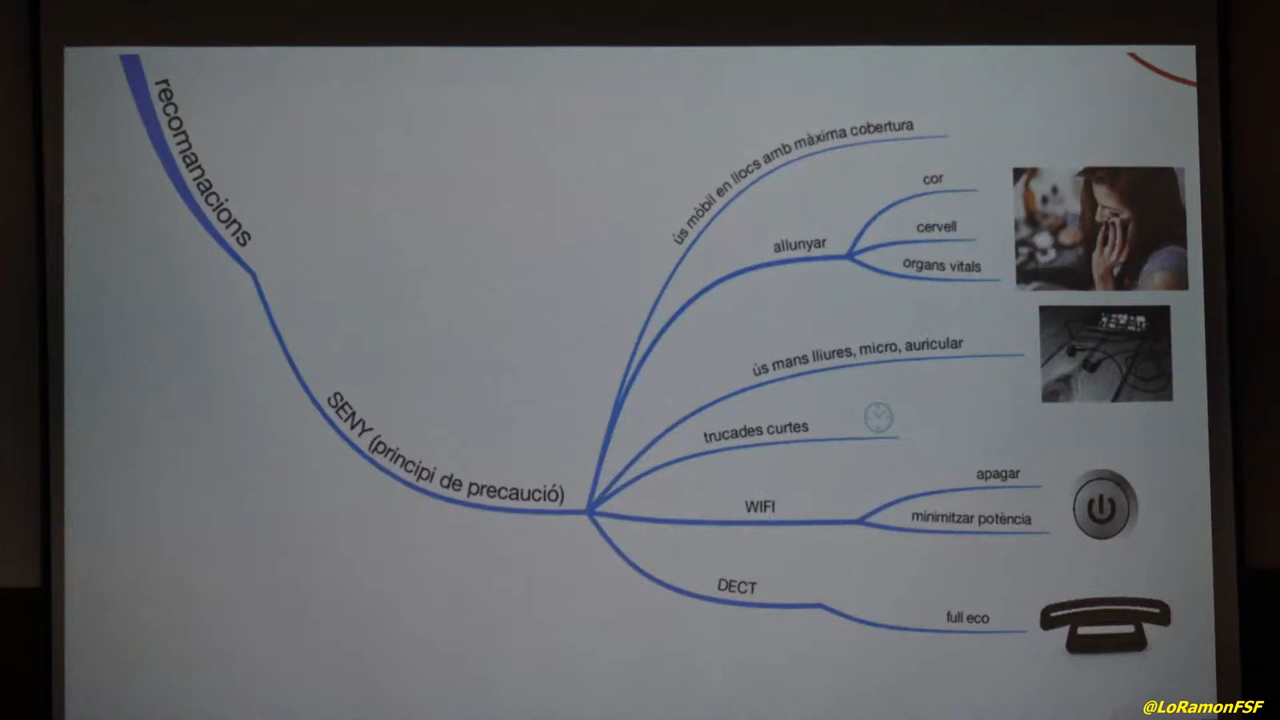 recomanacions
SENY (principi de precaució)
ús mòbil en llocs amb màxima cobertura
allunyar
cor
cervell
organs vitals
ús mans lliures, micro, auricular
trucades curtes
WIFI
apagar
minimitzar potència
DECT
full eco
@LoRamonFSF